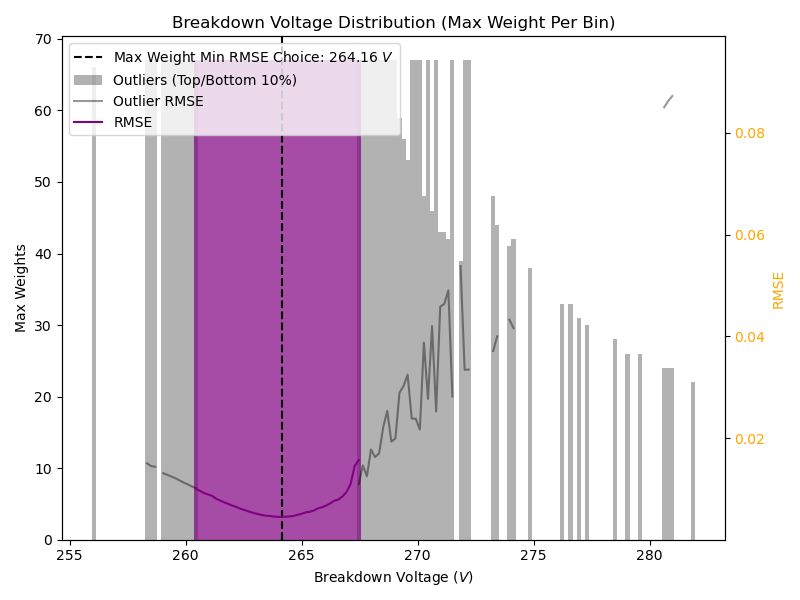 Breakdown Voltage Distribution (Max Weight Per Bin)
Max Weight Min RMSE Choice: 264.16 V
Outliers (Top/Bottom 10%)
Outlier RMSE
RMSE
Max Weights
70
60
50
40
30
20
10
0
0.08
0.06
0.04
0.02
RMSE
255
260
265
270
275
280
Breakdown Voltage (V)